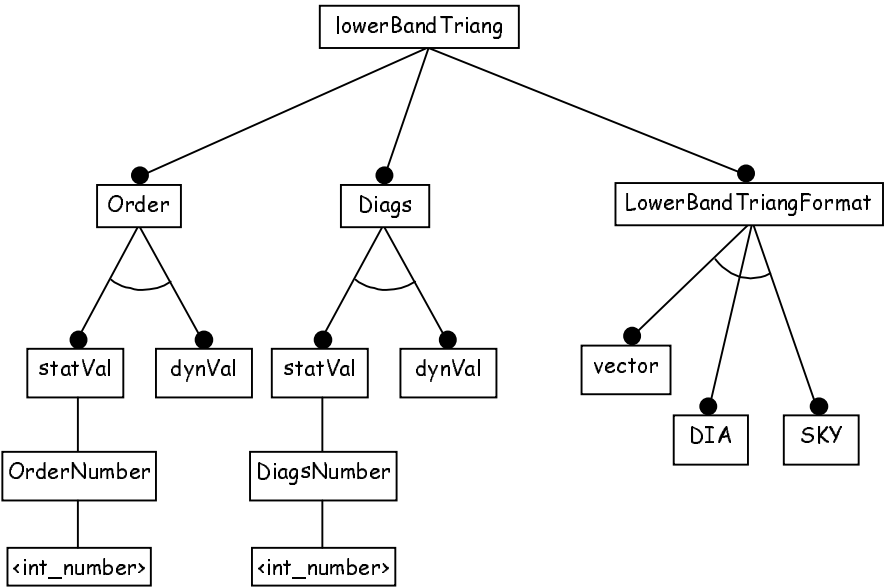 lowerBandTriang
Order
Diags
LowerBandTriangFormat
statVal
dynVal
statVal
dynVal
vector
DIA
SKY
OrderNumber
DiagsNumber
<int_number>
<int_number>